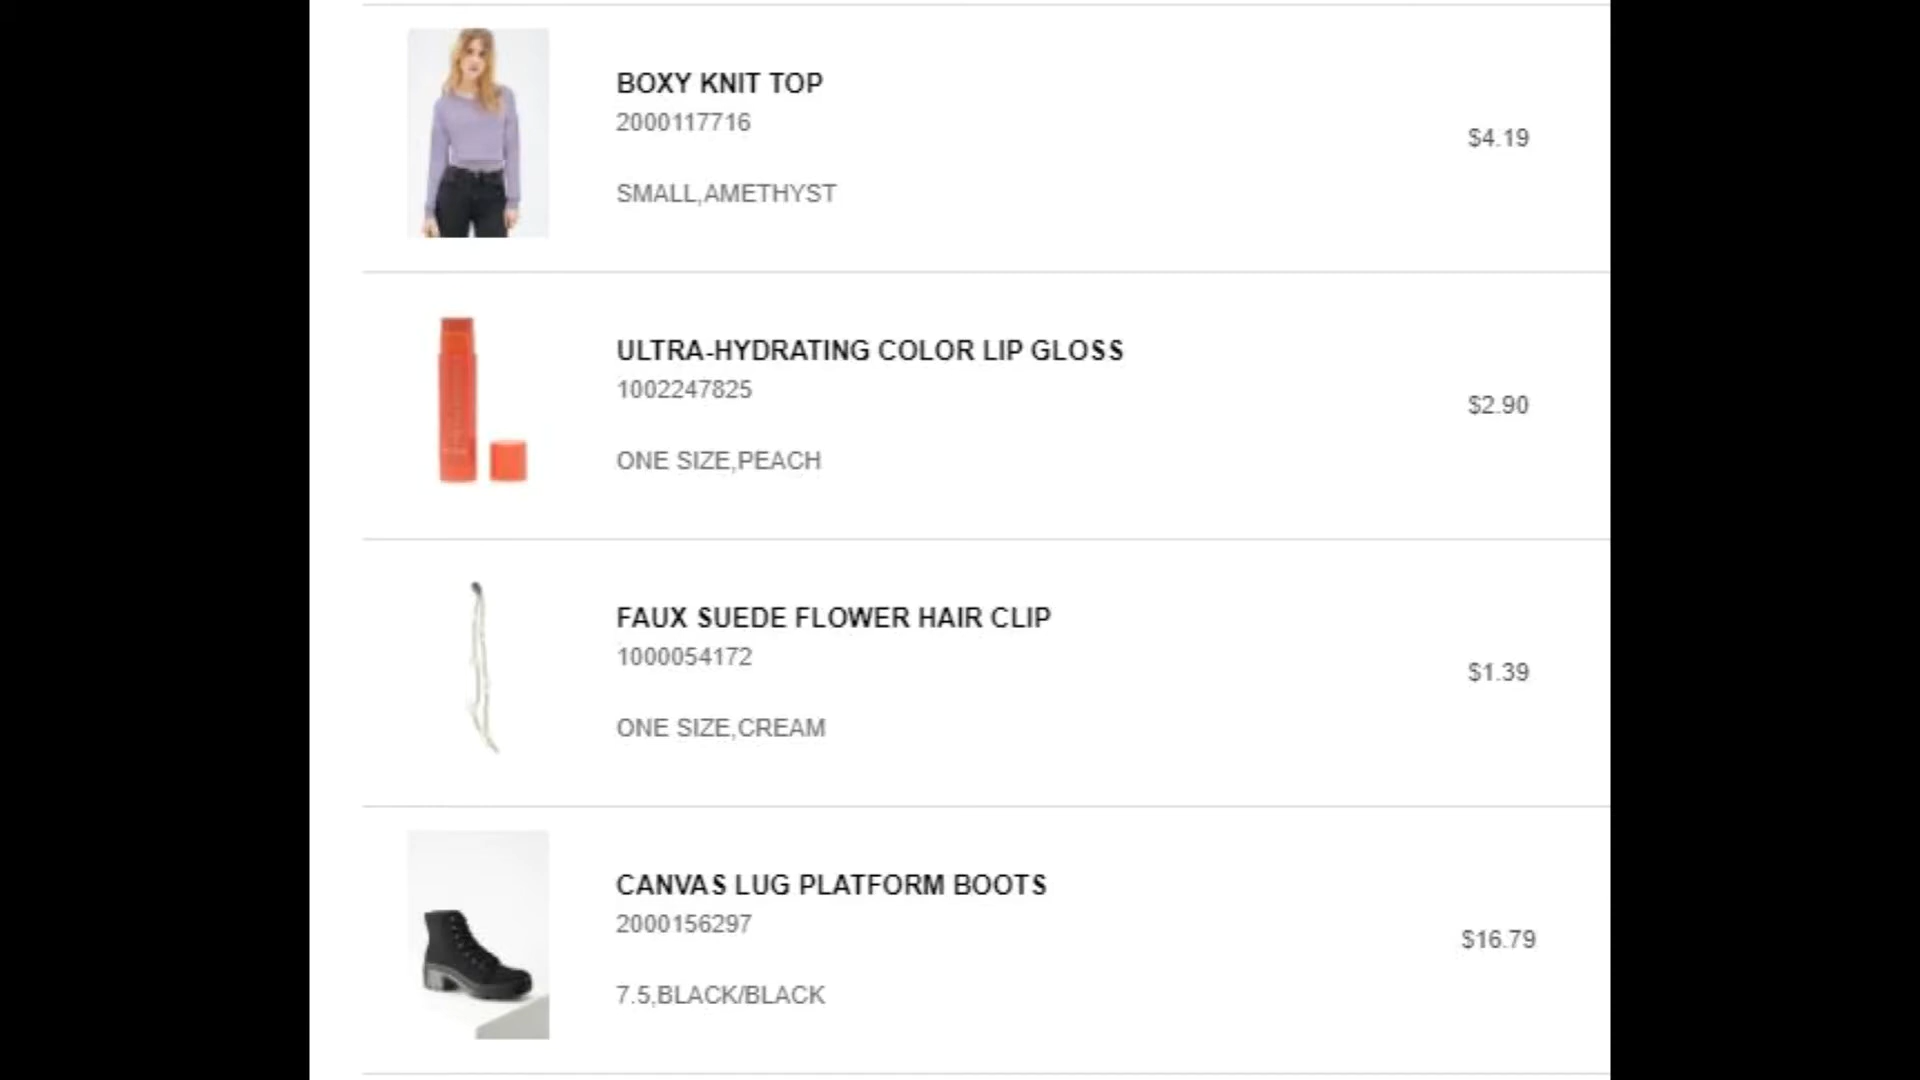 BOXY KNIT TOP
2000117716
$4.19
SMALL,AMETHYST
ULTRA-HYDRATING COLOR LIP GLOSS
1002247825
$2.90
ONE SIZE,PEACH
FAUX SUEDE FLOWER HAIR CLIP
1000054172
$1.39
ONE SIZE,CREAM
CANVAS LUG PLATFORM BOOTS
2000156297
$16.79
7.5,BLACK/BLACK